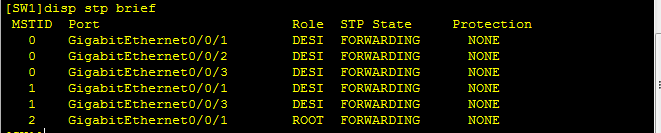 [SW1]disp stp brief
MSTID Port Role STP State Protection
0 GigabitEthernet0/0/1 DESI FORWARDING NONE
0 GigabitEthernet0/0/2 DESI FORWARDING NONE
0 GigabitEthernet0/0/3 DESI FORWARDING NONE
1 GigabitEthernet0/0/1 DESI FORWARDING NONE
1 GigabitEthernet0/0/3 DESI FORWARDING NONE
2 GigabitEthernet0/0/1 ROOT FORWARDING NONE